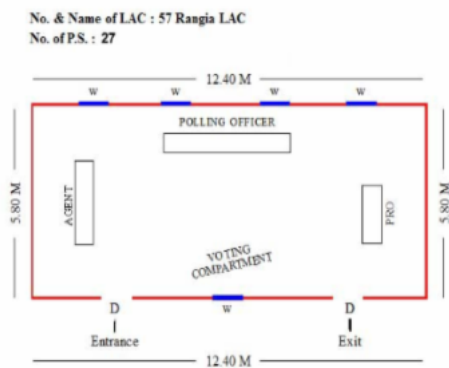 No. & Name of LAC : 57 Rangia LAC
No. of P.S. : 27
12.40 M
W W W W
POLLING OFFICER
5.80 M
AGENT
PRO
5.80 M
VOTING
COMPARTMENT
D W D
Entrance Exit
12.40 M